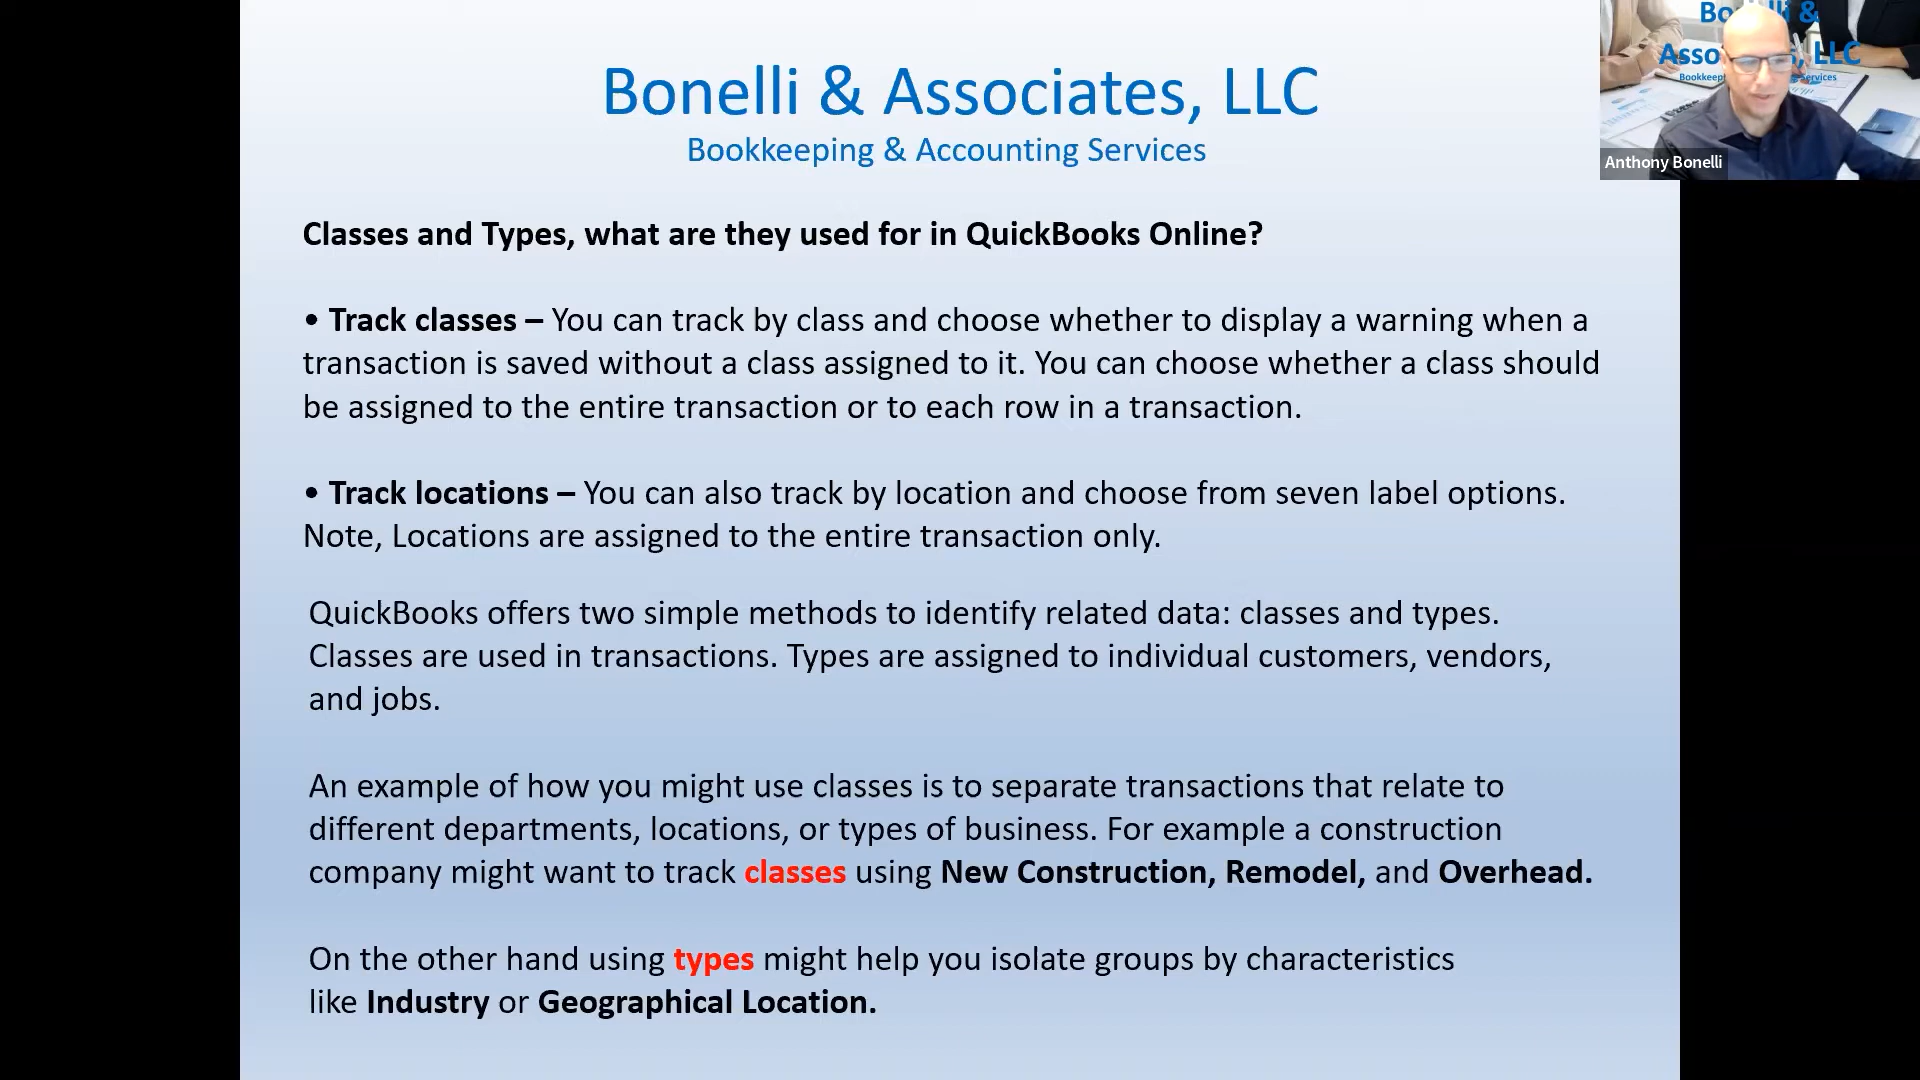 Bonelli & Associates, LLC
Bookkeeping & Accounting Services
Classes and Types, what are they used for in QuickBooks Online?
• Track classes – You can track by class and choose whether to display a warning when a
transaction is saved without a class assigned to it. You can choose whether a class should
be assigned to the entire transaction or to each row in a transaction.
• Track locations – You can also track by location and choose from seven label options.
Note, Locations are assigned to the entire transaction only.
QuickBooks offers two simple methods to identify related data: classes and types.
Classes are used in transactions. Types are assigned to individual customers, vendors,
and jobs.
An example of how you might use classes is to separate transactions that relate to
different departments, locations, or types of business. For example a construction
company might want to track classes using New Construction, Remodel, and Overhead.
On the other hand using types might help you isolate groups by characteristics
like Industry or Geographical Location.
&
LLC
Services
Anthony Bonelli